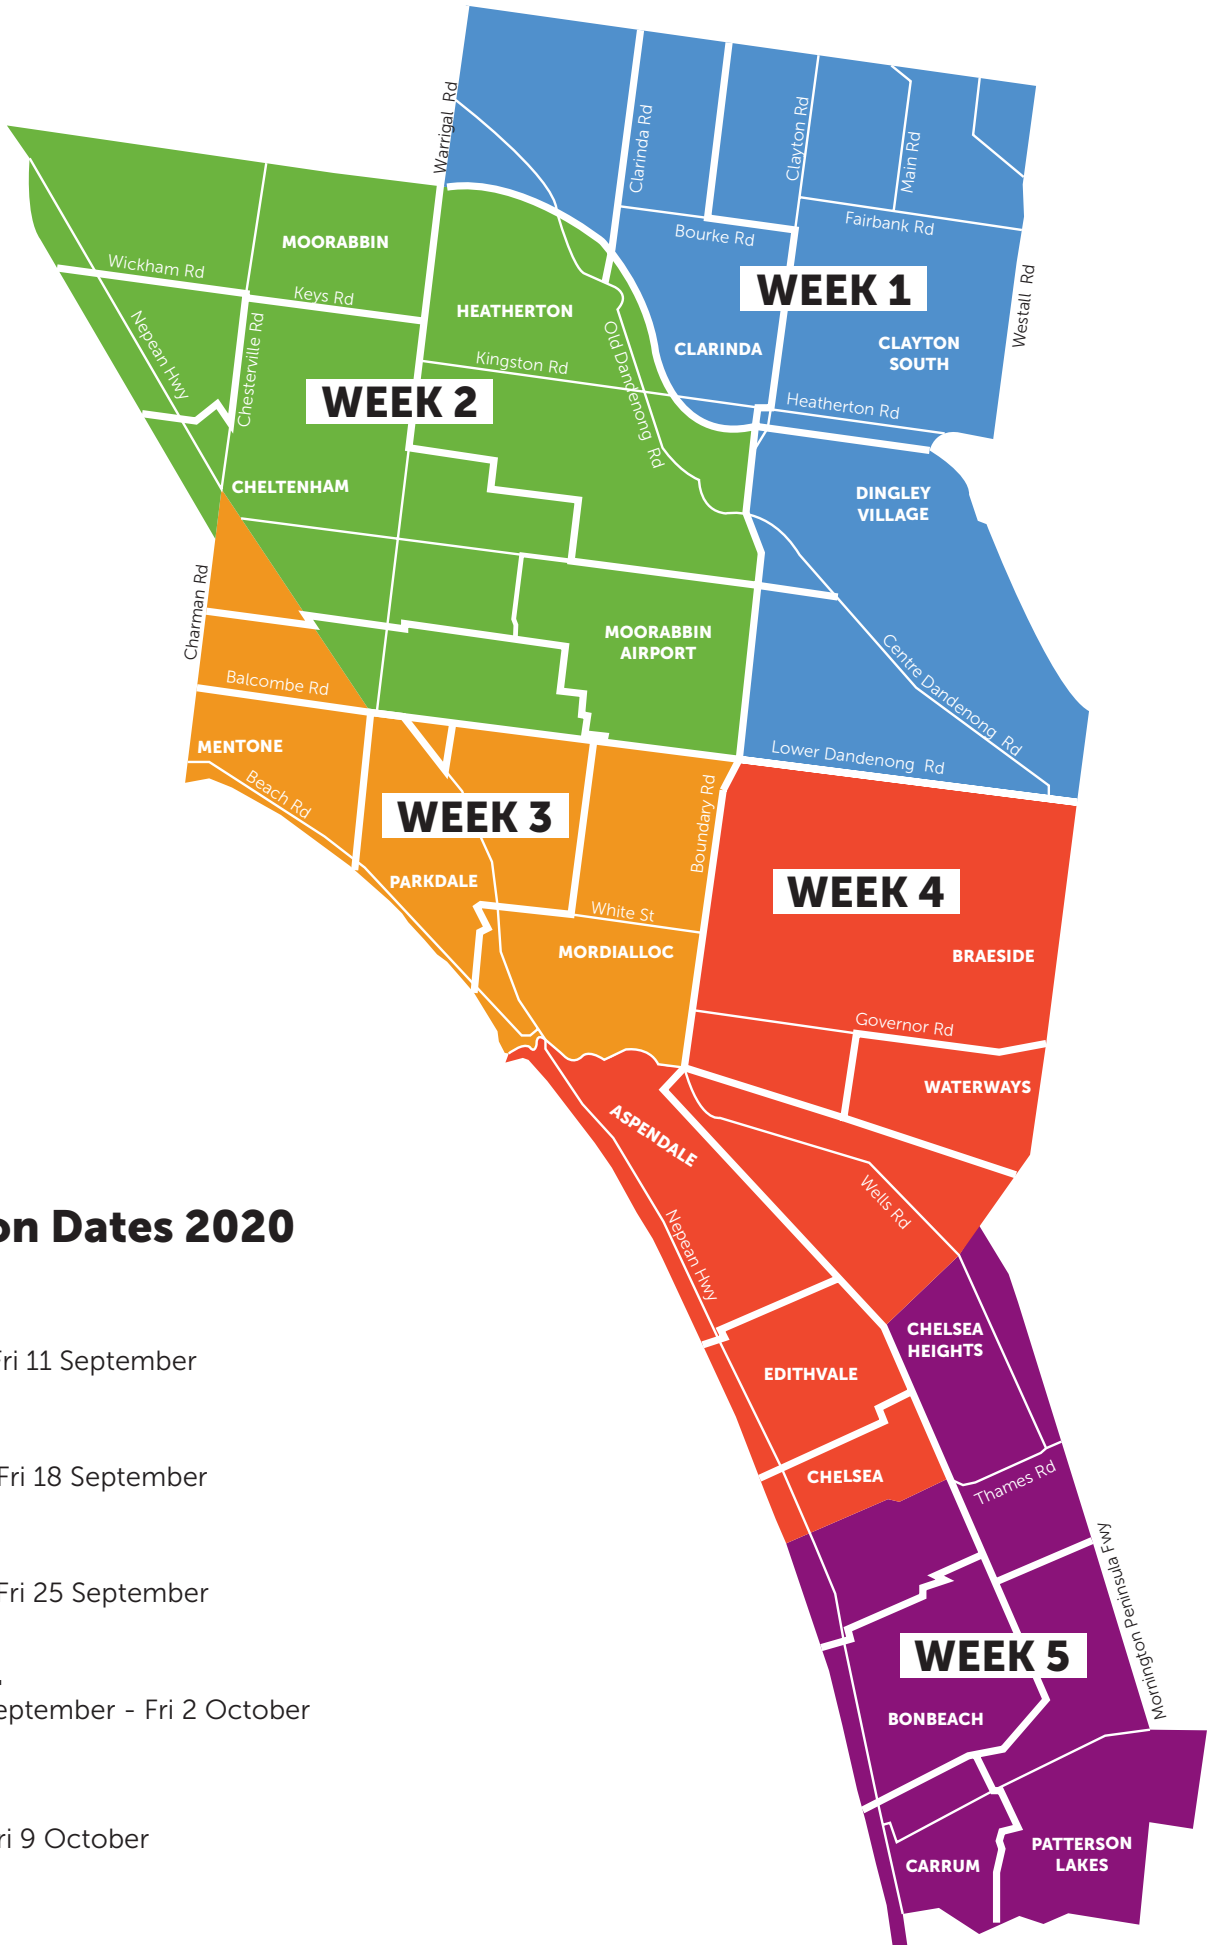 Warrigal Rd
Clarinda Rd
Clayton Rd
Main Rd
Fairbank Rd
Bourke Rd
WEEK 1
Westall Rd
CLARINDA
CLAYTON
SOUTH
Heatherton Rd
MOORABBIN
Wickham Rd
Keys Rd
HEATHERTON
Nepean Hwy
Chesterville Rd
Kingston Rd
Old Dandenong Rd
WEEK 2
CHELTENHAM
DINGLEY
VILLAGE
Charman Rd
MOORABBIN
AIRPORT
Centre Dandenong Rd
Balcombe Rd
Lower Dandenong Rd
MENTONE
Beach Rd
WEEK 3
Boundary Rd
PARKDALE
White St
MORDIALLOC
WEEK 4
BRAESIDE
Governor Rd
WATERWAYS
ASPENDALE
Wells Rd
Nepean Hwy
on Dates 2020
Fri 11 September
Fri 18 September
Fri 25 September
eptember - Fri 2 October
ri 9 October
CHELSEA
HEIGHTS
EDITHVALE
CHELSEA
Thames Rd
Mornington Peninsula Fwy
WEEK 5
BONBEACH
CARRUM
PATTERSON
LAKES